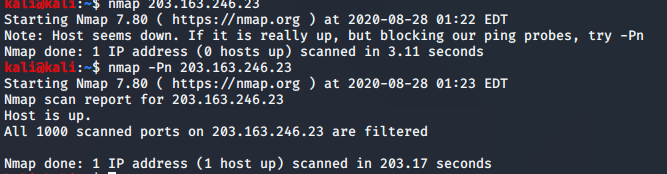 kali@kali:~$ nmap 203.163.246.23
Starting Nmap 7.80 ( https://nmap.org ) at 2020-08-28 01:22 EDT
Note: Host seems down. If it is really up, but blocking our ping probes, try -Pn
Nmap done: 1 IP address (0 hosts up) scanned in 3.11 seconds
kali@kali:~$ nmap -Pn 203.163.246.23
Starting Nmap 7.80 ( https://nmap.org ) at 2020-08-28 01:23 EDT
Nmap scan report for 203.163.246.23
Host is up.
All 1000 scanned ports on 203.163.246.23 are filtered
Nmap done: 1 IP address (1 host up) scanned in 203.17 seconds